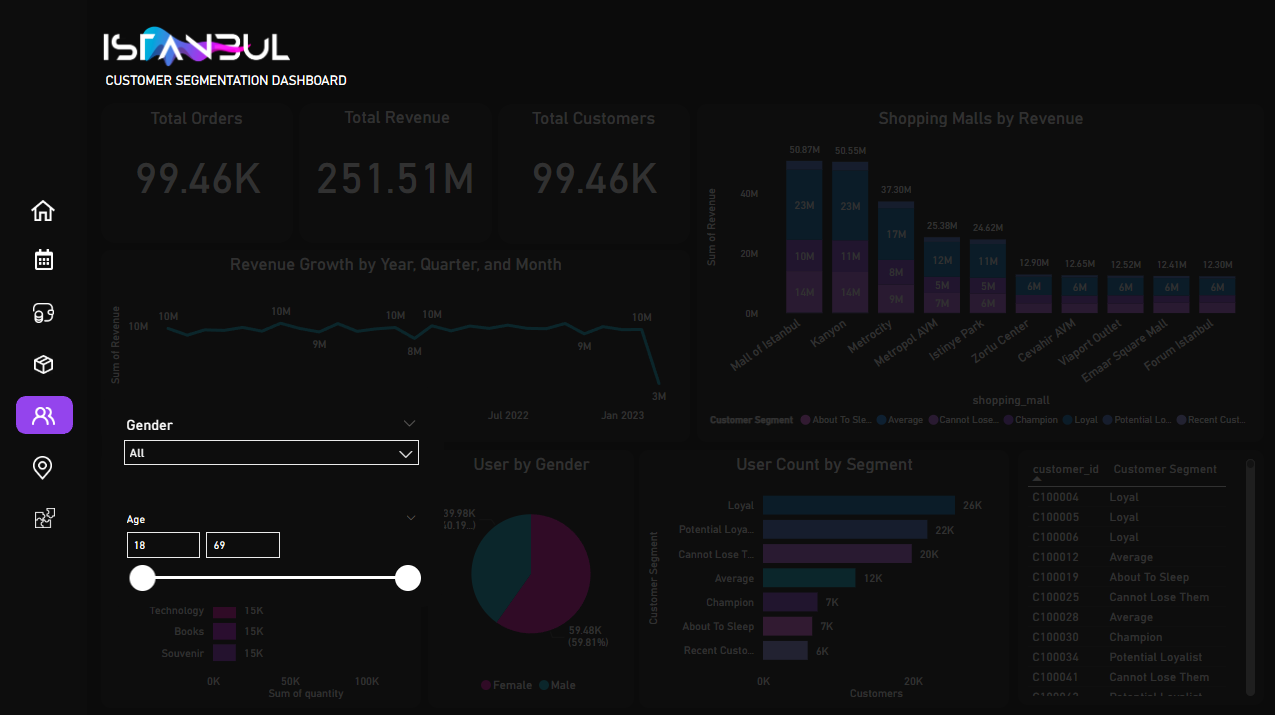 ISTANBUL
CUSTOMER SEGMENTATION DASHBOARD
Total Orders
99.46K
Total Revenue
251.51M
Total Customers
99.46K
Shopping Malls by Revenue
Sum of Revenue
40M
20M
0M
50.87M
50.55M
37.30M
25.38M
24.62M
12.90M
12.65M
12.52M
12.41M
12.30M
23M
23M
17M
12M
11M
6M
6M
6M
6M
6M
10M
11M
8M
5M
5M
14M
14M
9M
7M
6M
Mall of Istanbul
Kanyon
Metrocity
Metropol AVM
Istinye Park
Zorlu Center
Cevahir AVM
Viaport Outlet
Emaar Square Mall
Forum Istanbul
shopping_mall
Customer Segment About To Sle... Average Cannot Lose... Champion Loyal Potential Lo... Recent Cust...
Revenue Growth by Year, Quarter, and Month
Sum of Revenue
10M
10M
10M
9M
10M
8M
10M
9M
10M
3M
Jul 2022
Jan 2023
Gender
All
Age
18
69
Technology 15K
Books 15K
Souvenir 15K
0K 50K 100K
Sum of quantity
User by Gender
39.98K
(40.19...)
59.48K
(59.81%)
Female Male
User Count by Segment
Customer Segment
Loyal 26K
Potential Loya... 22K
Cannot Lose T... 20K
Average 12K
Champion 7K
About To Sleep 7K
Recent Custo... 6K
0K 20K
Customers
customer_id Customer Segment
C100004 Loyal
C100005 Loyal
C100006 Loyal
C100012 Average
C100019 About To Sleep
C100025 Cannot Lose Them
C100028 Average
C100030 Champion
C100034 Potential Loyalist
C100041 Cannot Lose Them
Potential Loyalist